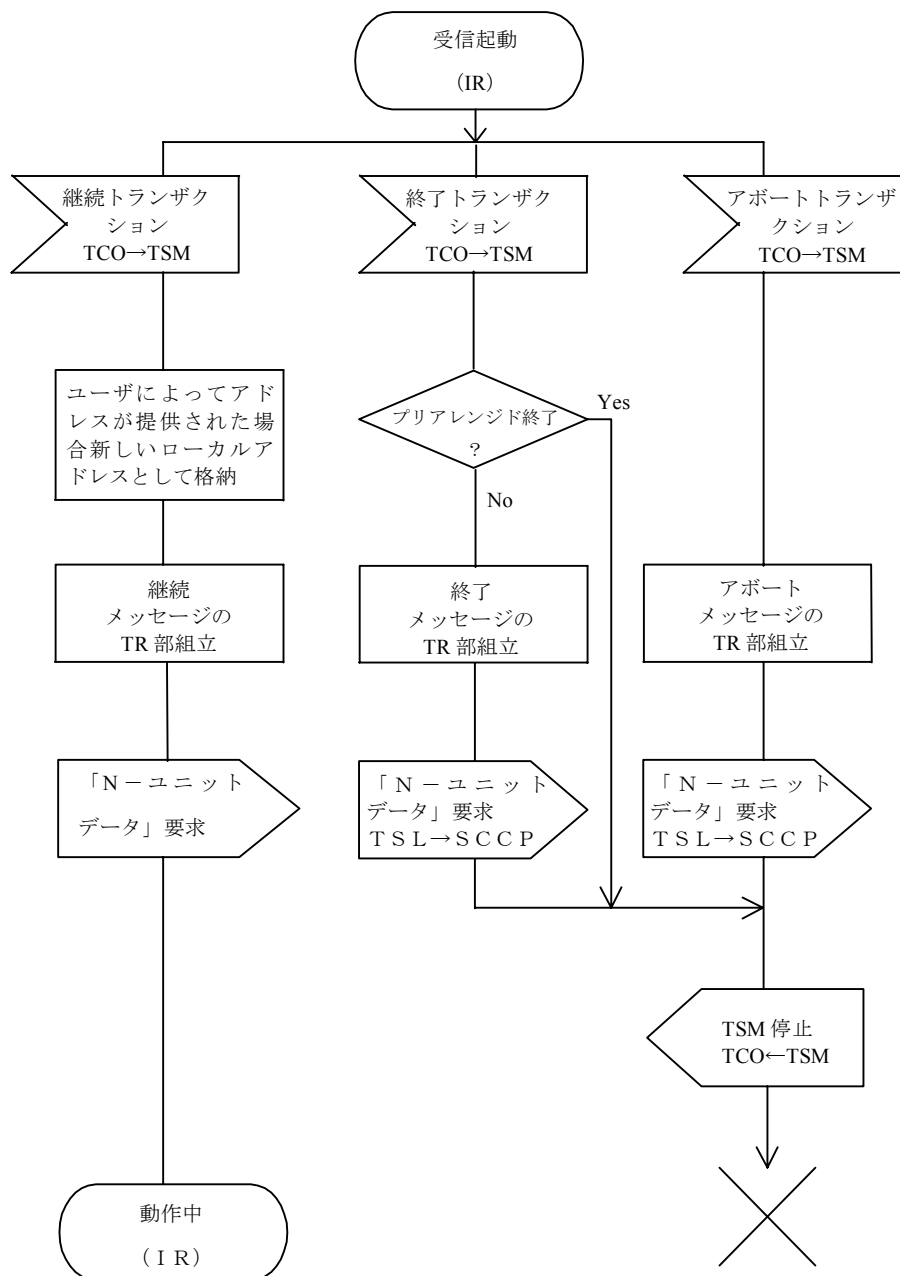 受信起動
（IR）
継続トランザク
ション
TCO→TSM
終了トランザク
ション
TCO→TSM
アボートトランザ
クション
TCO→TSM
ユーザによってアド
レスが提供された場
合新しいローカルア
ドレスとして格納
プリアレンジド終了
？
Yes
No
継続
メッセージの
TR 部組立
終了
メッセージの
TR 部組立
アボート
メッセージの
TR 部組立
「Ｎ－ユニット
データ」要求
「Ｎ－ユニット
データ」要求
ＴＳＬ→ＳＣＣＰ
「Ｎ－ユニット
データ」要求
ＴＳＬ→ＳＣＣＰ
TSM 停止
TCO←TSM
動作中
（ＩＲ）